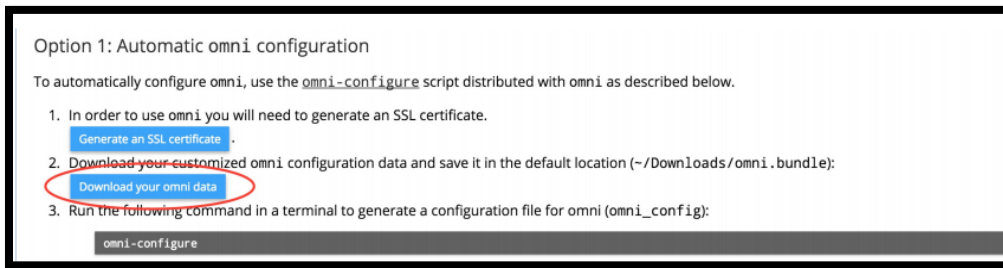 Option 1: Automatic omni configuration
To automatically configure omni, use the omni-configure script distributed with omni as described below.
1. In order to use omni you will need to generate an SSL certificate.
Generate an SSL certificate .
2. Download your customized omni configuration data and save it in the default location (~/Downloads/omni.bundle):
Download your omni data
3. Run the following command in a terminal to generate a configuration file for omni (omni_config):
omni-configure